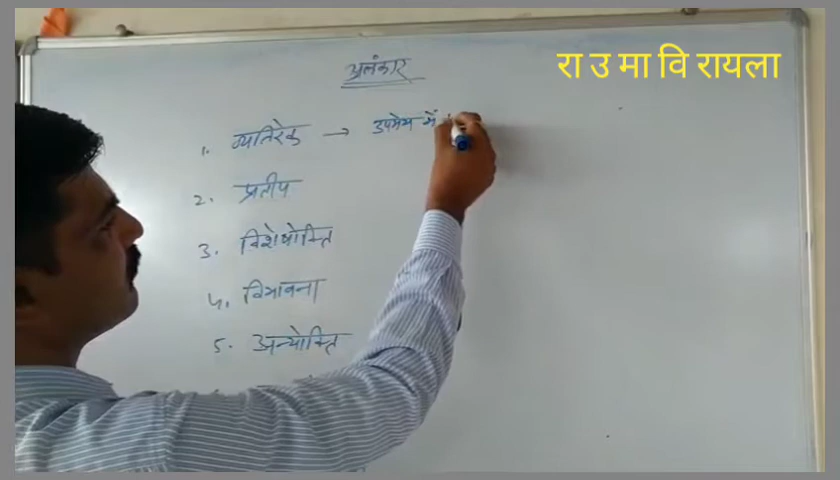 रा उ मा वि रायला
अलंकार
1. व्यतिरेक → उपमेय में
2. प्रतीप
3. विशेषोक्ति
4. विभावना
5. अन्योक्ति